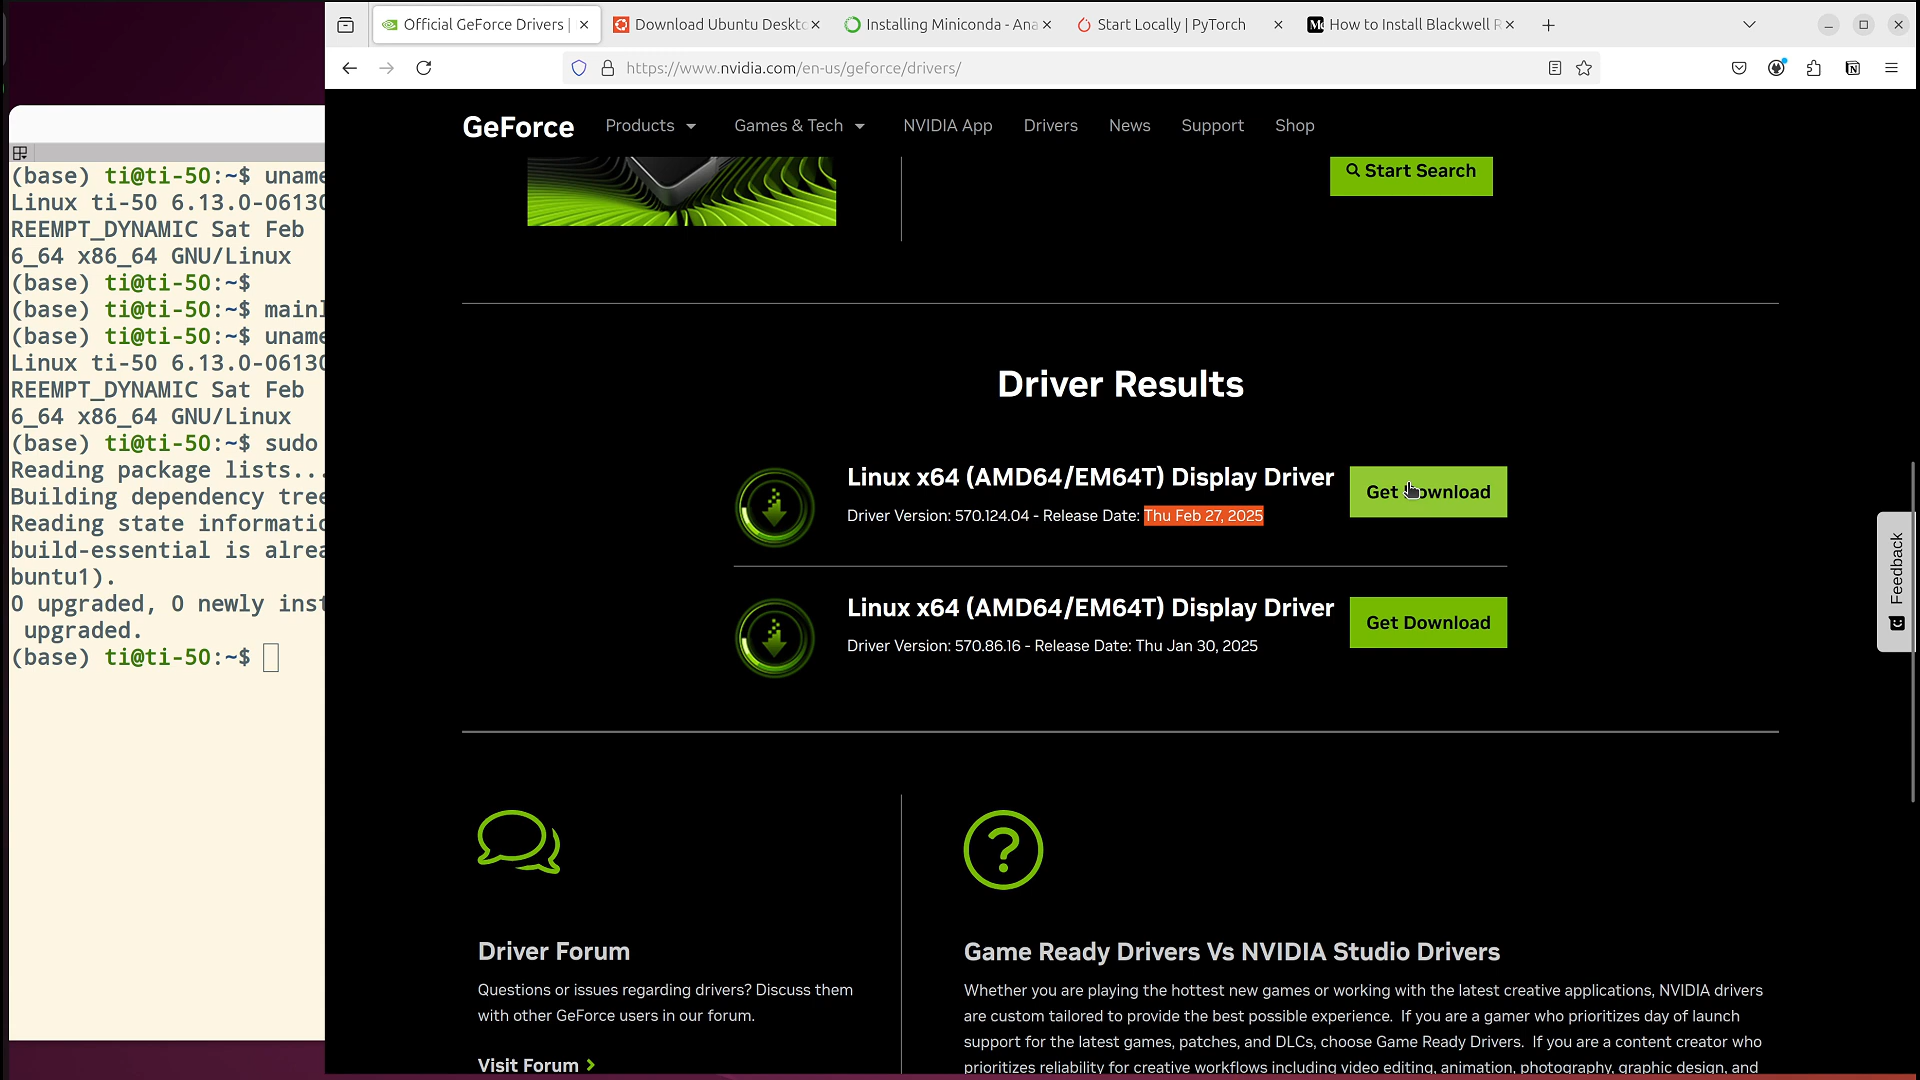 Official GeForce Drivers |
Download Ubuntu Deskto
Installing Miniconda - Ana
Start Locally | PyTorch
How to Install Blackwell R
https://www.nvidia.com/en-us/geforce/drivers/
GeForce
Products
Games & Tech
NVIDIA App
Drivers
News
Support
Shop
Start Search
(base) ti@ti-50:~$ uname
Linux ti-50 6.13.0-06130
REEMPT_DYNAMIC Sat Feb
6_64 x86_64 GNU/Linux
(base) ti@ti-50:~$
(base) ti@ti-50:~$ mainl
(base) ti@ti-50:~$ uname
Linux ti-50 6.13.0-06130
REEMPT_DYNAMIC Sat Feb
6_64 x86_64 GNU/Linux
(base) ti@ti-50:~$ sudo
Reading package lists...
Building dependency tree
Reading state informatio
build-essential is alrea
buntu1).
0 upgraded, 0 newly inst
upgraded.
(base) ti@ti-50:~$
Driver Results
Linux x64 (AMD64/EM64T) Display Driver
Driver Version: 570.124.04 - Release Date: Thu Feb 27, 2025
Get Download
Linux x64 (AMD64/EM64T) Display Driver
Driver Version: 570.86.16 - Release Date: Thu Jan 30, 2025
Get Download
Feedback
Driver Forum
Questions or issues regarding drivers? Discuss them
with other GeForce users in our forum.
Visit Forum
Game Ready Drivers Vs NVIDIA Studio Drivers
Whether you are playing the hottest new games or working with the latest creative applications, NVIDIA drivers
are custom tailored to provide the best possible experience. If you are a gamer who prioritizes day of launch
support for the latest games, patches, and DLCs, choose Game Ready Drivers. If you are a content creator who
prioritizes reliability for creative workflows including video editing, animation, photography, graphic design, and